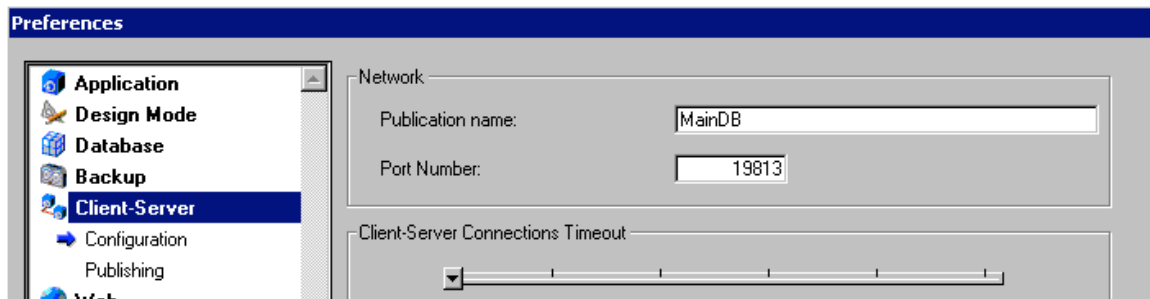 Preferences
Application
Design Mode
Database
Backup
Client-Server
Configuration
Publishing
Web
Network
Publication name: MainDB
Port Number: 19813
Client-Server Connections Timeout